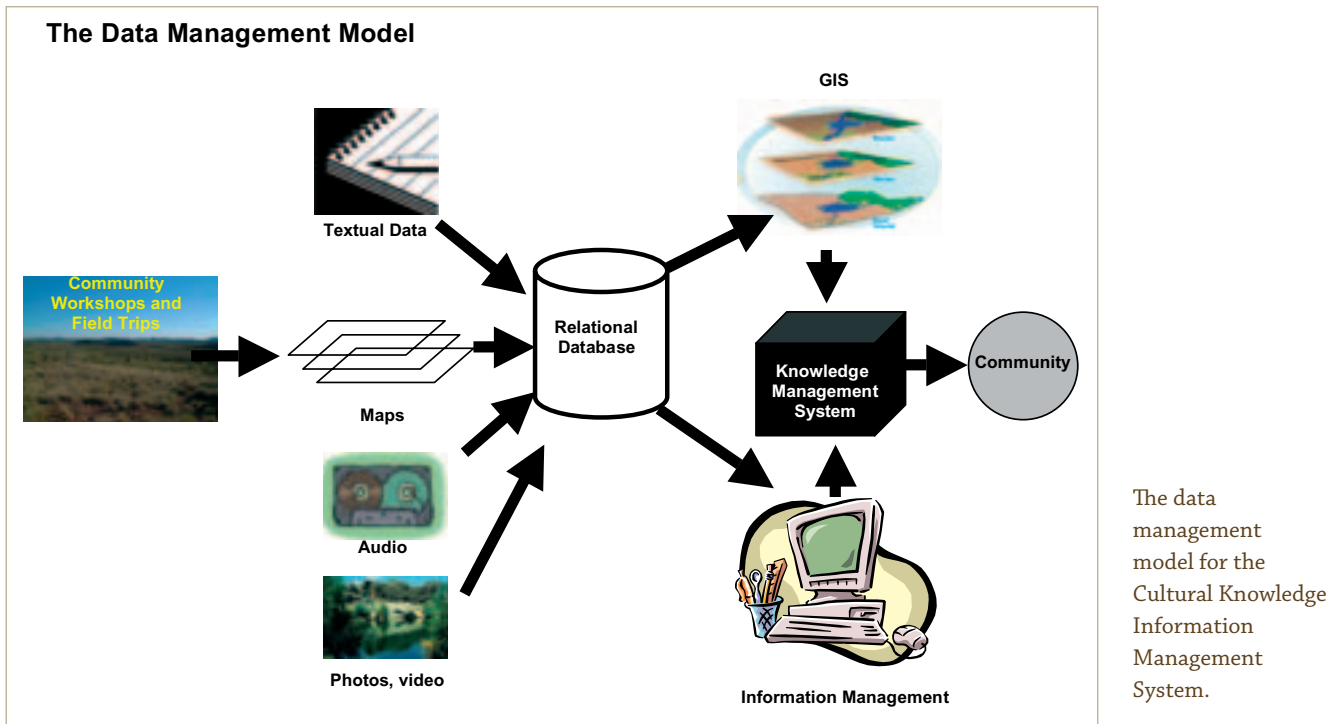 The Data Management Model
GIS
Textual Data
Community
Workshops and
Field Trips
Relational
Database
Knowledge
Management
System
Community
Maps
Audio
Photos, video
Information Management
The data
management
model for the
Cultural Knowledge
Information
Management
System.